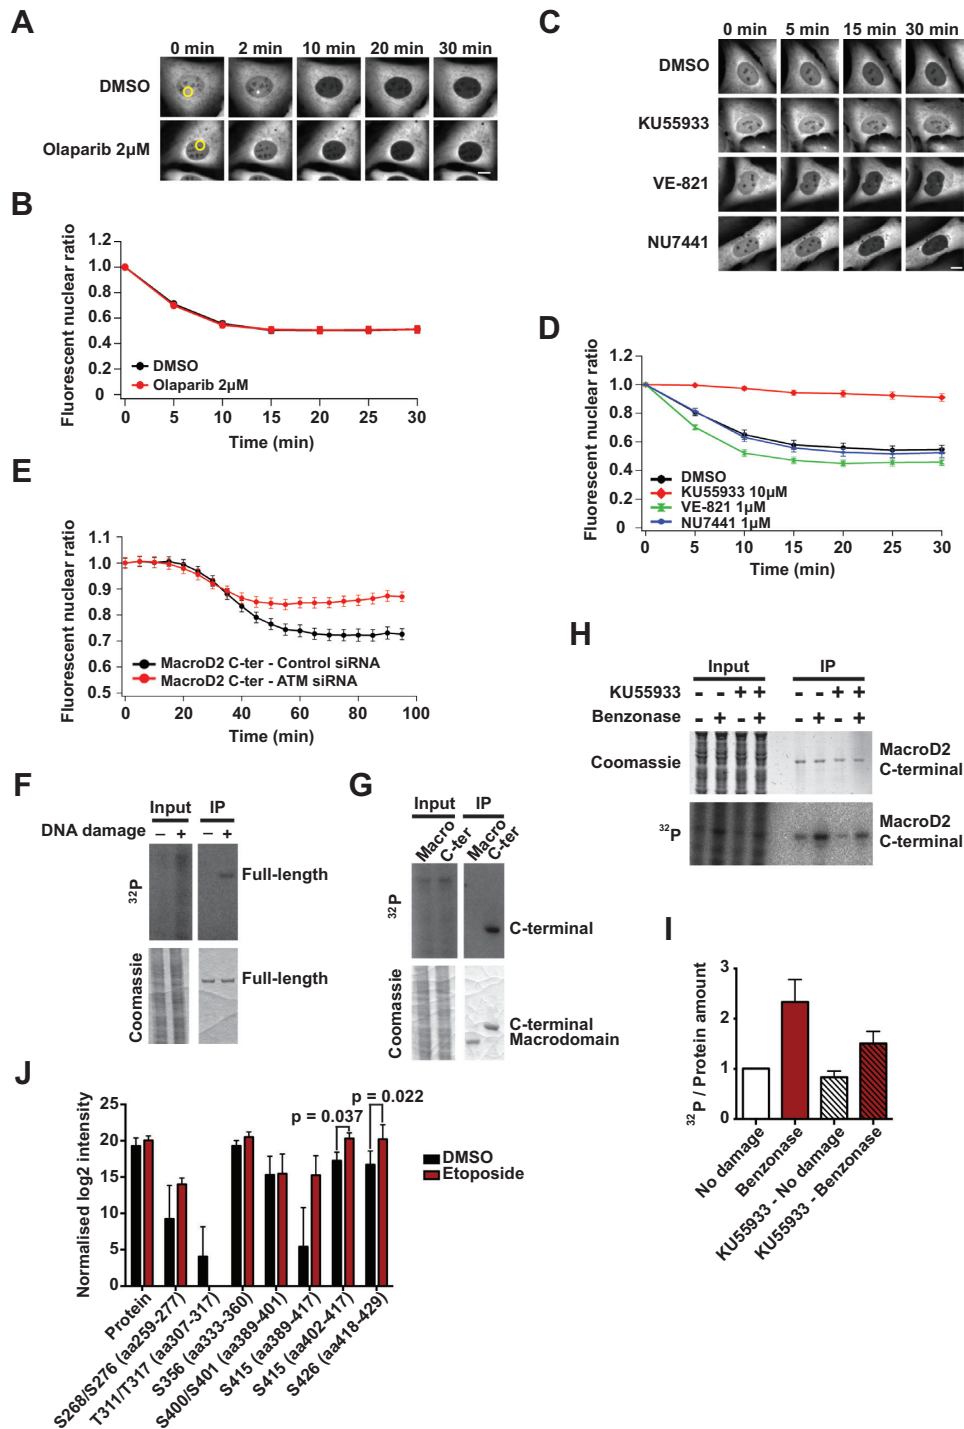 A
0 min 2 min 10 min 20 min 30 min
DMSO
Olaparib 2μM
B
Fluorescent nuclear ratio
1.2
1.0
0.8
0.6
0.4
0.2
0
DMSO
Olaparib 2μM
0 5 10 15 20 25 30
Time (min)
C
0 min 5 min 15 min 30 min
DMSO
KU55933
VE-821
NU7441
D
Fluorescent nuclear ratio
1.2
1.0
0.8
0.6
0.4
0.2
0
DMSO
KU55933 10μM
VE-821 1μM
NU7441 1μM
0 5 10 15 20 25 30
Time (min)
E
Fluorescent nuclear ratio
1.1
1.0
0.9
0.8
0.7
0.6
0.5
MacroD2 C-ter - Control siRNA
MacroD2 C-ter - ATM siRNA
0 20 40 60 80 100
Time (min)
F
Input IP
DNA damage – + – +
32P
Full-length
Coomassie
Full-length
G
Input IP
Macro C-ter Macro C-ter
32P
C-terminal
Coomassie
C-terminal
Macrodomain
H
Input IP
KU55933 - - + + - - + +
Benzonase - + - + - + - +
Coomassie
MacroD2
C-terminal
32P
MacroD2
C-terminal
I
32P / Protein amount
3
2
1
0
No damage
Benzonase
KU55933 - No damage
KU55933 - Benzonase
J
Normalised log2 intensity
25
20
15
10
5
0
p = 0.037
p = 0.022
DMSO
Etoposide
Protein
S268/S276 (aa259-277)
T311/T317 (aa307-317)
S356 (aa333-360)
S400/S401 (aa389-401)
S415 (aa389-417)
S415 (aa402-417)
S426 (aa418-429)